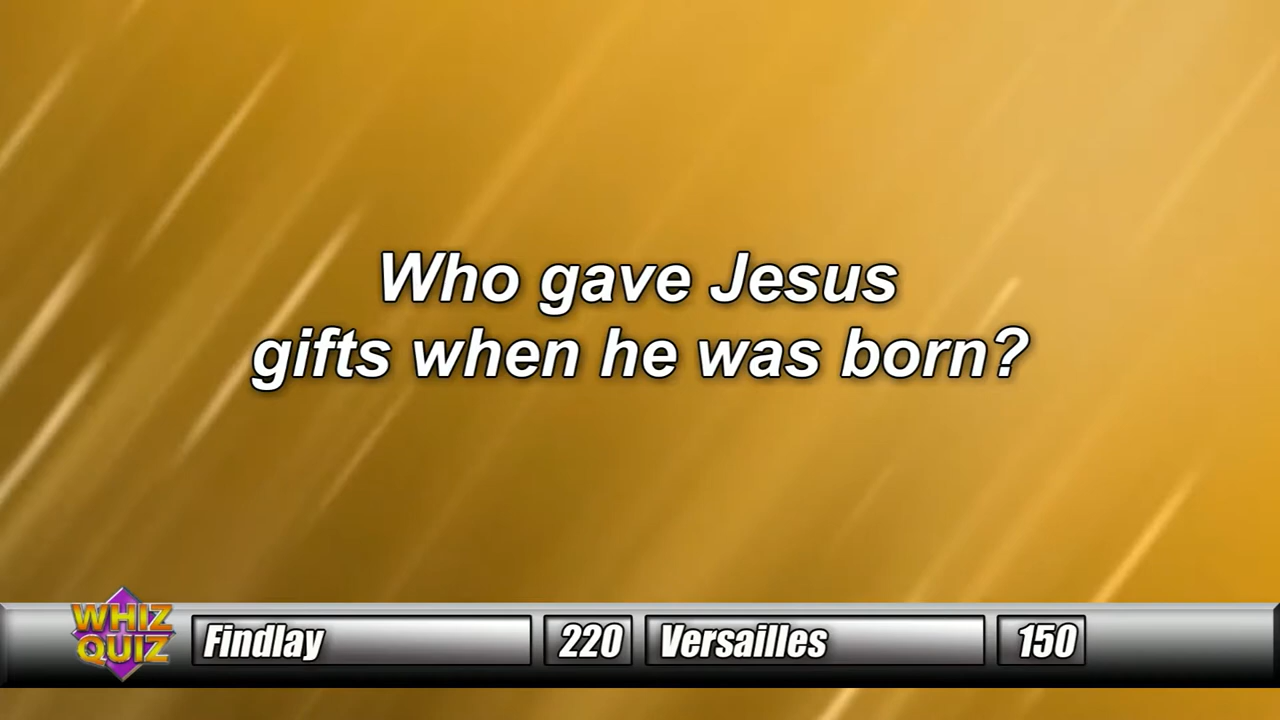 Who gave Jesus
gifts when he was born?
WHIZ
QUIZ
Findlay 220 Versailles 150